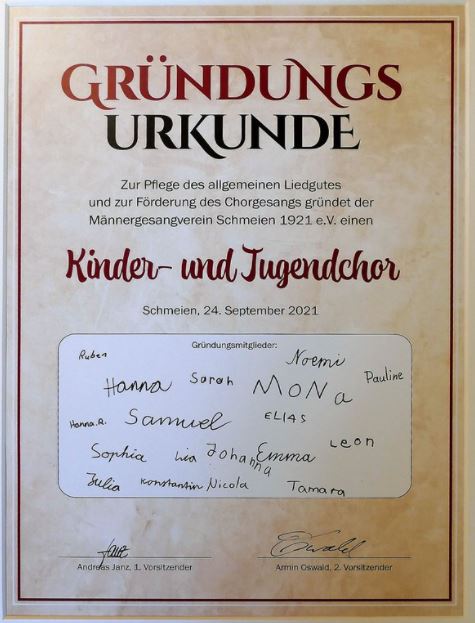 GRÜNDUNGS
URKUNDE
Zur Pflege des allgemeinen Liedgutes
und zur Förderung des Chorgesangs gründet der
Männergesangverein Schmeien 1921 e.V. einen
Kinder- und Jugendchor
Schmeien, 24. September 2021
Gründungsmitglieder:
Ruben
Noemi
Hanna Sarah MONa Pauline
Hanna.R. Samuel ELIAS
Leon
Sophia Lia Johanna Emma
Julia Konstantin Nicola Tamara
Janz Oswald
Andreas Janz, 1. Vorsitzender Armin Oswald, 2. Vorsitzender